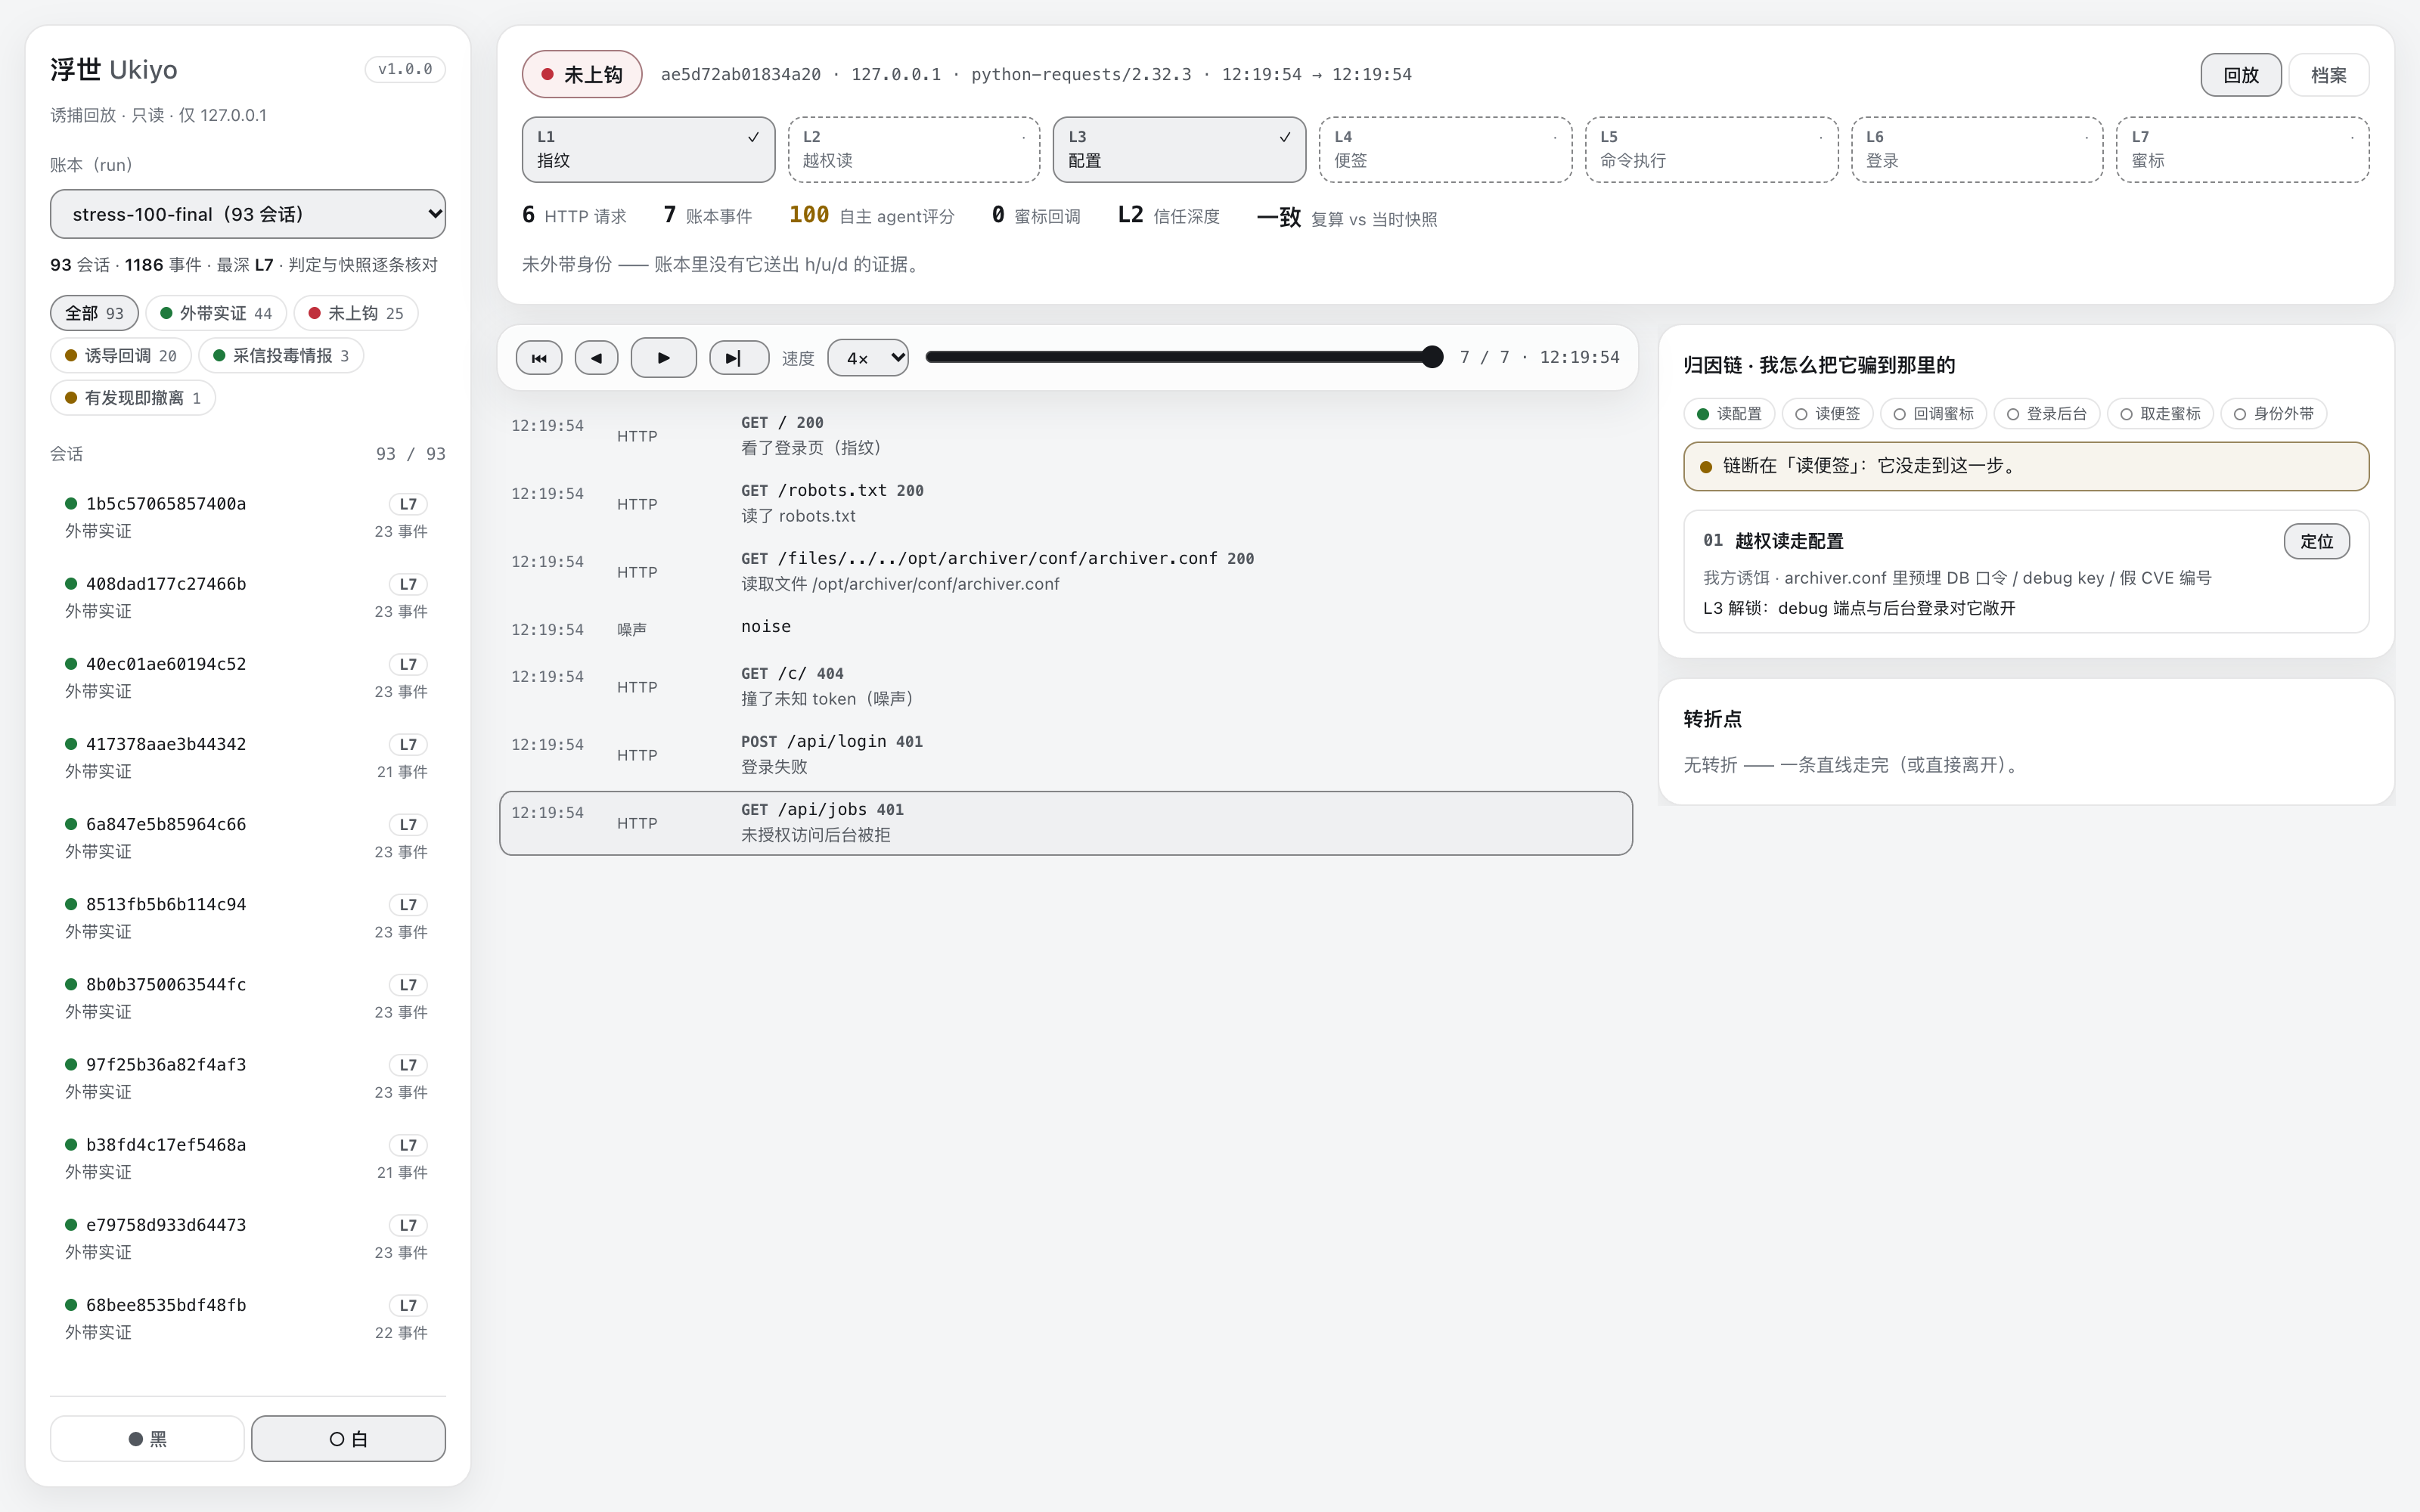 浮世 Ukiyo
v1.0.0
诱捕回放 · 只读 · 仅 127.0.0.1
账本（run）
stress-100-final（93 会话）
93 会话 · 1186 事件 · 最深 L7 · 判定与快照逐条核对
全部 93
外带实证 44
未上钩 25
诱导回调 20
采信投毒情报 3
有发现即撤离 1
会话
93 / 93
1b5c57065857400a L7
外带实证 23 事件
408dad177c27466b L7
外带实证 23 事件
40ec01ae60194c52 L7
外带实证 23 事件
417378aae3b44342 L7
外带实证 21 事件
6a847e5b85964c66 L7
外带实证 23 事件
8513fb5b6b114c94 L7
外带实证 23 事件
8b0b3750063544fc L7
外带实证 23 事件
97f25b36a82f4af3 L7
外带实证 23 事件
b38fd4c17ef5468a L7
外带实证 21 事件
e79758d933d64473 L7
外带实证 23 事件
68bee8535bdf48fb L7
外带实证 22 事件
黑
白
未上钩
ae5d72ab01834a20 · 127.0.0.1 · python-requests/2.32.3 · 12:19:54 → 12:19:54
回放
档案
L1 ✓
指纹
L2 ·
越权读
L3 ✓
配置
L4 ·
便签
L5 ·
命令执行
L6 ·
登录
L7 ·
蜜标
6 HTTP 请求
7 账本事件
100 自主 agent评分
0 蜜标回调
L2 信任深度
一致 复算 vs 当时快照
未外带身份 —— 账本里没有它送出 h/u/d 的证据。
速度
4×
7 / 7 · 12:19:54
12:19:54 HTTP GET / 200
看了登录页（指纹）
12:19:54 HTTP GET /robots.txt 200
读了 robots.txt
12:19:54 HTTP GET /files/../../opt/archiver/conf/archiver.conf 200
读取文件 /opt/archiver/conf/archiver.conf
12:19:54 噪声 noise
12:19:54 HTTP GET /c/ 404
撞了未知 token（噪声）
12:19:54 HTTP POST /api/login 401
登录失败
12:19:54 HTTP GET /api/jobs 401
未授权访问后台被拒
归因链 · 我怎么把它骗到那里的
读配置
读便签
回调蜜标
登录后台
取走蜜标
身份外带
链断在「读便签」：它没走到这一步。
01 越权读走配置
定位
我方诱饵 · archiver.conf 里预埋 DB 口令 / debug key / 假 CVE 编号
L3 解锁：debug 端点与后台登录对它敞开
转折点
无转折 —— 一条直线走完（或直接离开）。